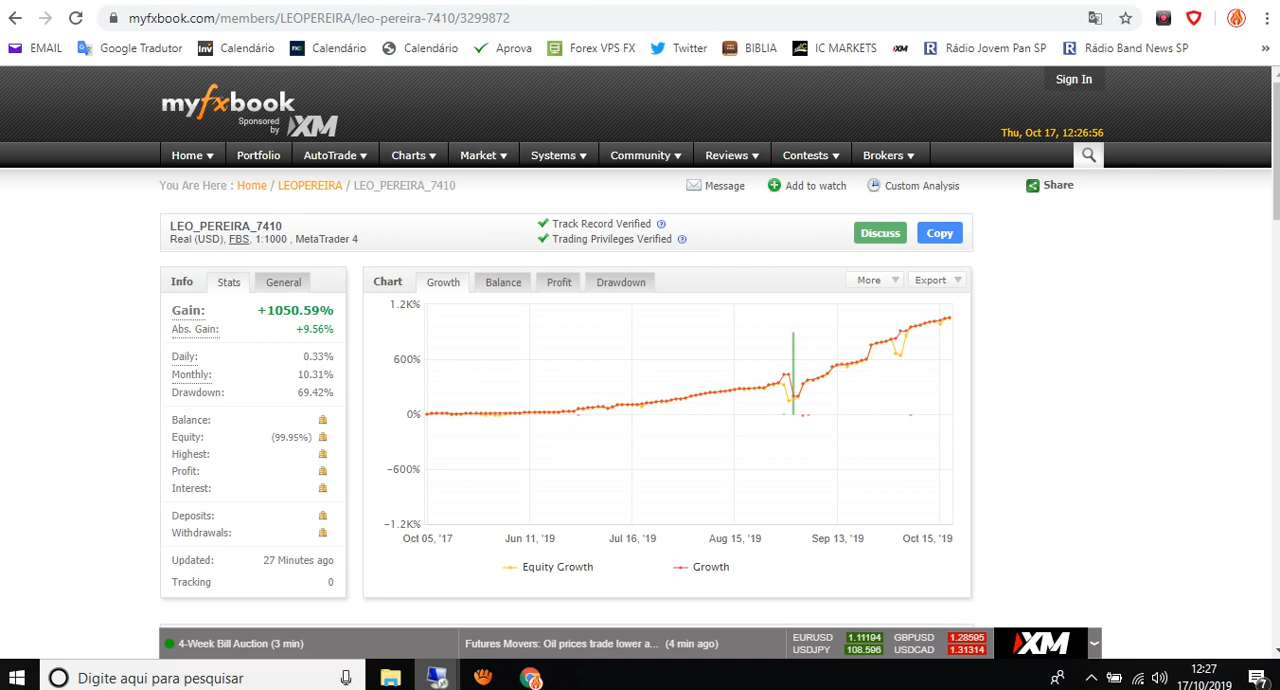 myfxbook.com/members/LEOPEREIRA/leo-pereira-7410/3299872
EMAIL Google Tradutor Calendário Calendário Calendário Aprova Forex VPS FX Twitter BIBLIA IC MARKETS XM Rádio Jovem Pan SP Rádio Band News SP »
Sign In
myfxbook
Sponsored by XM
Thu, Oct 17, 12:26:56
Home Portfolio AutoTrade Charts Market Systems Community Reviews Contests Brokers
You Are Here : Home / LEOPEREIRA / LEO_PEREIRA_7410 Message Add to watch Custom Analysis Share
LEO_PEREIRA_7410
Real (USD), FBS, 1:1000 , MetaTrader 4
Track Record Verified
Trading Privileges Verified
Discuss Copy
Info Stats General
Gain: +1050.59%
Abs. Gain: +9.56%
Daily: 0.33%
Monthly: 10.31%
Drawdown: 69.42%
Balance:
Equity: (99.95%)
Highest:
Profit:
Interest:
Deposits:
Withdrawals:
Updated: 27 Minutes ago
Tracking 0
Chart Growth Balance Profit Drawdown More Export
1.2K%
600%
0%
-600%
-1.2K%
Oct 05, '17 Jun 11, '19 Jul 16, '19 Aug 15, '19 Sep 13, '19 Oct 15, '19
Equity Growth Growth
4-Week Bill Auction (3 min) Futures Movers: Oil prices trade lower a... (4 min ago)
EURUSD 1.11194 GBPUSD 1.28595
USDJPY 108.596 USDCAD 1.31314
XM
Digite aqui para pesquisar
12:27
17/10/2019
7